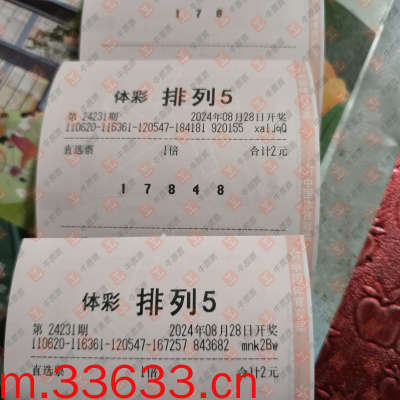 1 7 8
体彩 排列5
第 24231期 2024年08月28日开奖
110620-116361-120547-184181 920155 xaljqQ
直选票 1倍 合计2元
1 7 8 4 8
体彩 排列5
第 24231期 2024年08月28日开奖
110620-116361-120547-167257 843682 mnk2Bw
直选票 1倍 合计2元
m.33633.cn